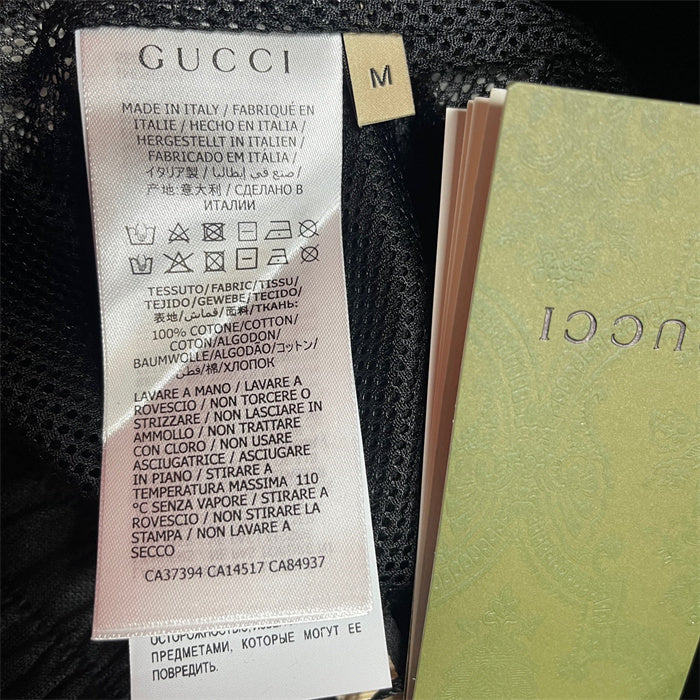 GUCCI
M
MADE IN ITALY / FABRIQUÉ EN
ITALIE / HECHO EN ITALIA /
HERGESTELLT IN ITALIEN /
FABRICADO EM ITÁLIA /
イタリア製 / صنع في إيطاليا /
产地:意大利 / СДЕЛАНО В
ИТАЛИИ
TESSUTO/FABRIC/TISSU/
TEJIDO/GEWEBE/TECIDO/
表地/قماش/面料/ТКАНЬ:
100% COTONE/COTTON/
COTON/ALGODON/
BAUMWOLLE/ALGODÃO/コットン/
قطن/棉/ХЛОПОК
LAVARE A MANO / LAVARE A
ROVESCIO / NON TORCERE O
STRIZZARE / NON LASCIARE IN
AMMOLLO / NON TRATTARE
CON CLORO / NON USARE
ASCIUGATRICE / ASCIUGARE
IN PIANO / STIRARE A
TEMPERATURA MASSIMA 110
°C SENZA VAPORE / STIRARE A
ROVESCIO / NON STIRARE LA
STAMPA / NON LAVARE A
SECCO
CA37394 CA14517 CA84937
ПРЕДМЕТАМИ, КОТОРЫЕ МОГУТ ЕЕ
ПОВРЕДИТЬ.
UCCI